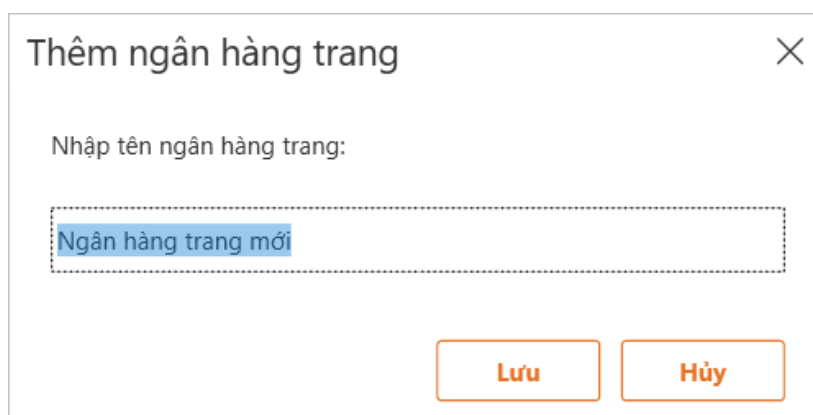 Thêm ngân hàng trang
Nhập tên ngân hàng trang:
Ngân hàng trang mới
Lưu Hủy